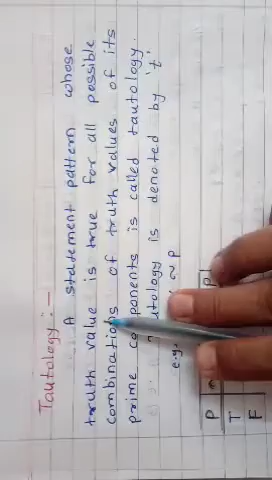 Tautology :-
A statement pattern whose
truth value is true for all possible
combinations of truth values of its
prime components is called tautology.
tautology is denoted by 't'
e.g. ~ p
P
T
F